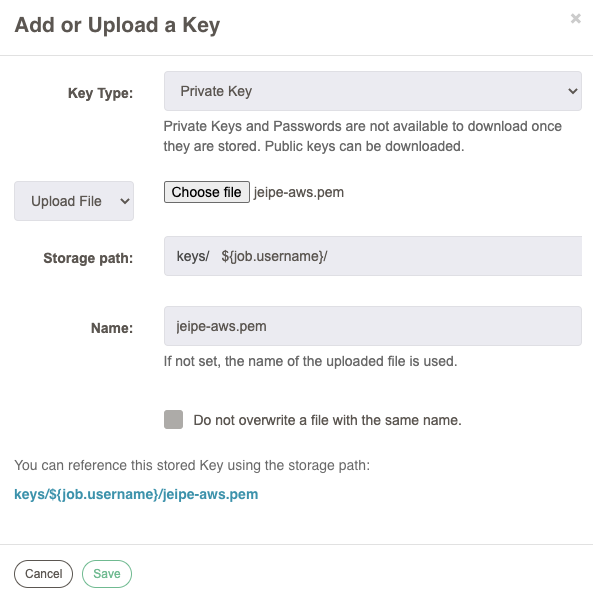 Add or Upload a Key
×
Key Type:
Private Key
Private Keys and Passwords are not available to download once
they are stored. Public keys can be downloaded.
Upload File
Choose file jeipe-aws.pem
Storage path:
keys/ ${job.username}/
Name:
jeipe-aws.pem
If not set, the name of the uploaded file is used.
Do not overwrite a file with the same name.
You can reference this stored Key using the storage path:
keys/${job.username}/jeipe-aws.pem
Cancel Save